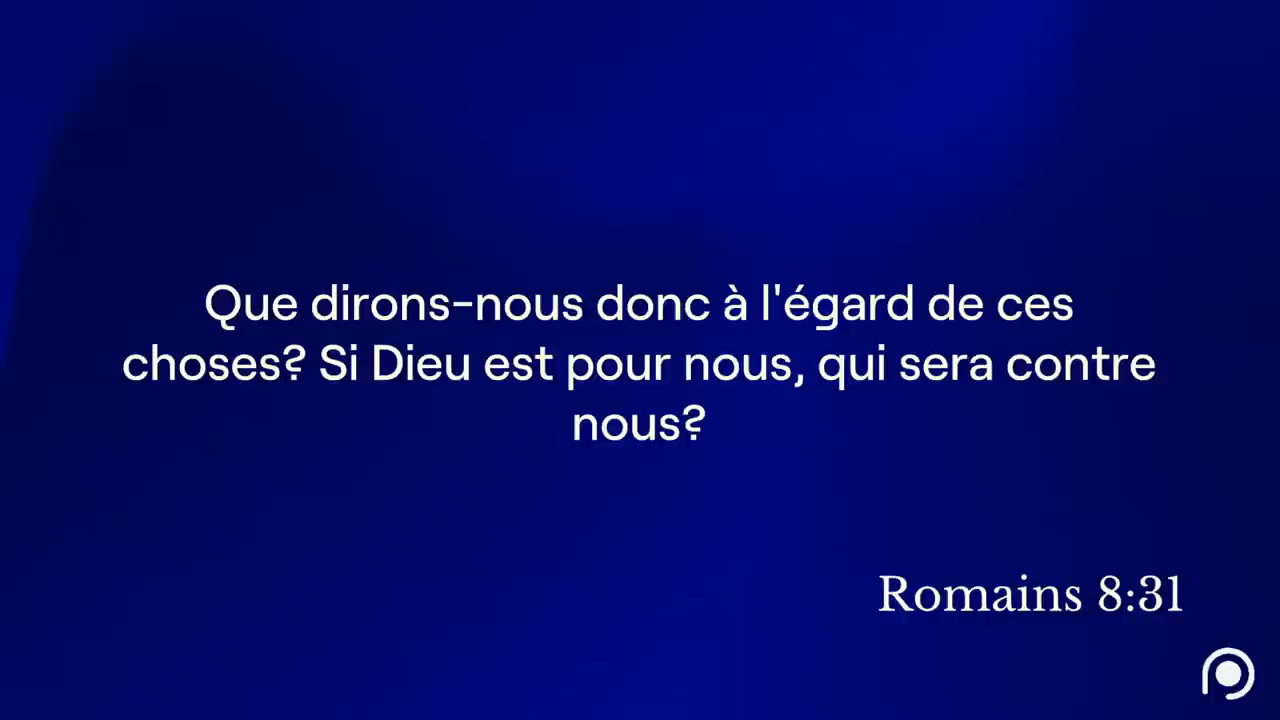 Que dirons-nous donc à l'égard de ces
choses? Si Dieu est pour nous, qui sera contre
nous?
Romains 8:31